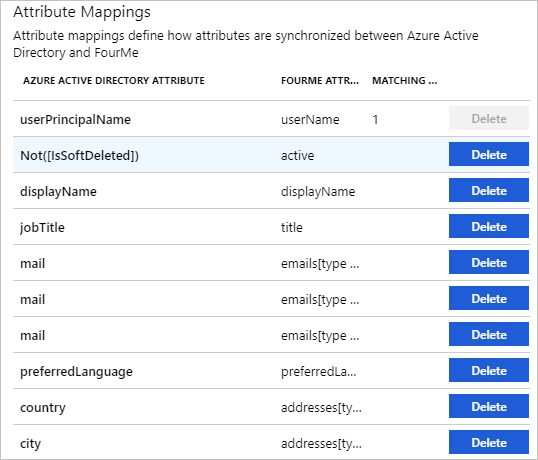 Attribute Mappings
Attribute mappings define how attributes are synchronized between Azure Active
Directory and FourMe
AZURE ACTIVE DIRECTORY ATTRIBUTE FOURME ATTR... MATCHING ...
userPrincipalName userName 1 Delete
Not([IsSoftDeleted]) active Delete
displayName displayName Delete
jobTitle title Delete
mail emails[type ... Delete
mail emails[type ... Delete
mail emails[type ... Delete
preferredLanguage preferredLa... Delete
country addresses[ty... Delete
city addresses[ty... Delete